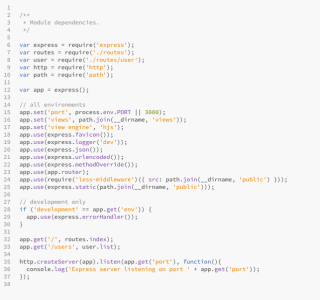 1
2 /**
3  * Module dependencies.
4  */
5
6 var express = require('express');
7 var routes = require('./routes');
8 var user = require('./routes/user');
9 var http = require('http');
10 var path = require('path');
11
12 var app = express();
13
14 // all environments
15 app.set('port', process.env.PORT || 3000);
16 app.set('views', path.join(__dirname, 'views'));
17 app.set('view engine', 'hjs');
18 app.use(express.favicon());
19 app.use(express.logger('dev'));
20 app.use(express.json());
21 app.use(express.urlencoded());
22 app.use(express.methodOverride());
23 app.use(app.router);
24 app.use(require('less-middleware')({ src: path.join(__dirname, 'public') }));
25 app.use(express.static(path.join(__dirname, 'public')));
26
27 // development only
28 if ('development' == app.get('env')) {
29   app.use(express.errorHandler());
30 }
31
32 app.get('/', routes.index);
33 app.get('/users', user.list);
34
35 http.createServer(app).listen(app.get('port'), function(){
36   console.log('Express server listening on port ' + app.get('port'));
37 });
38